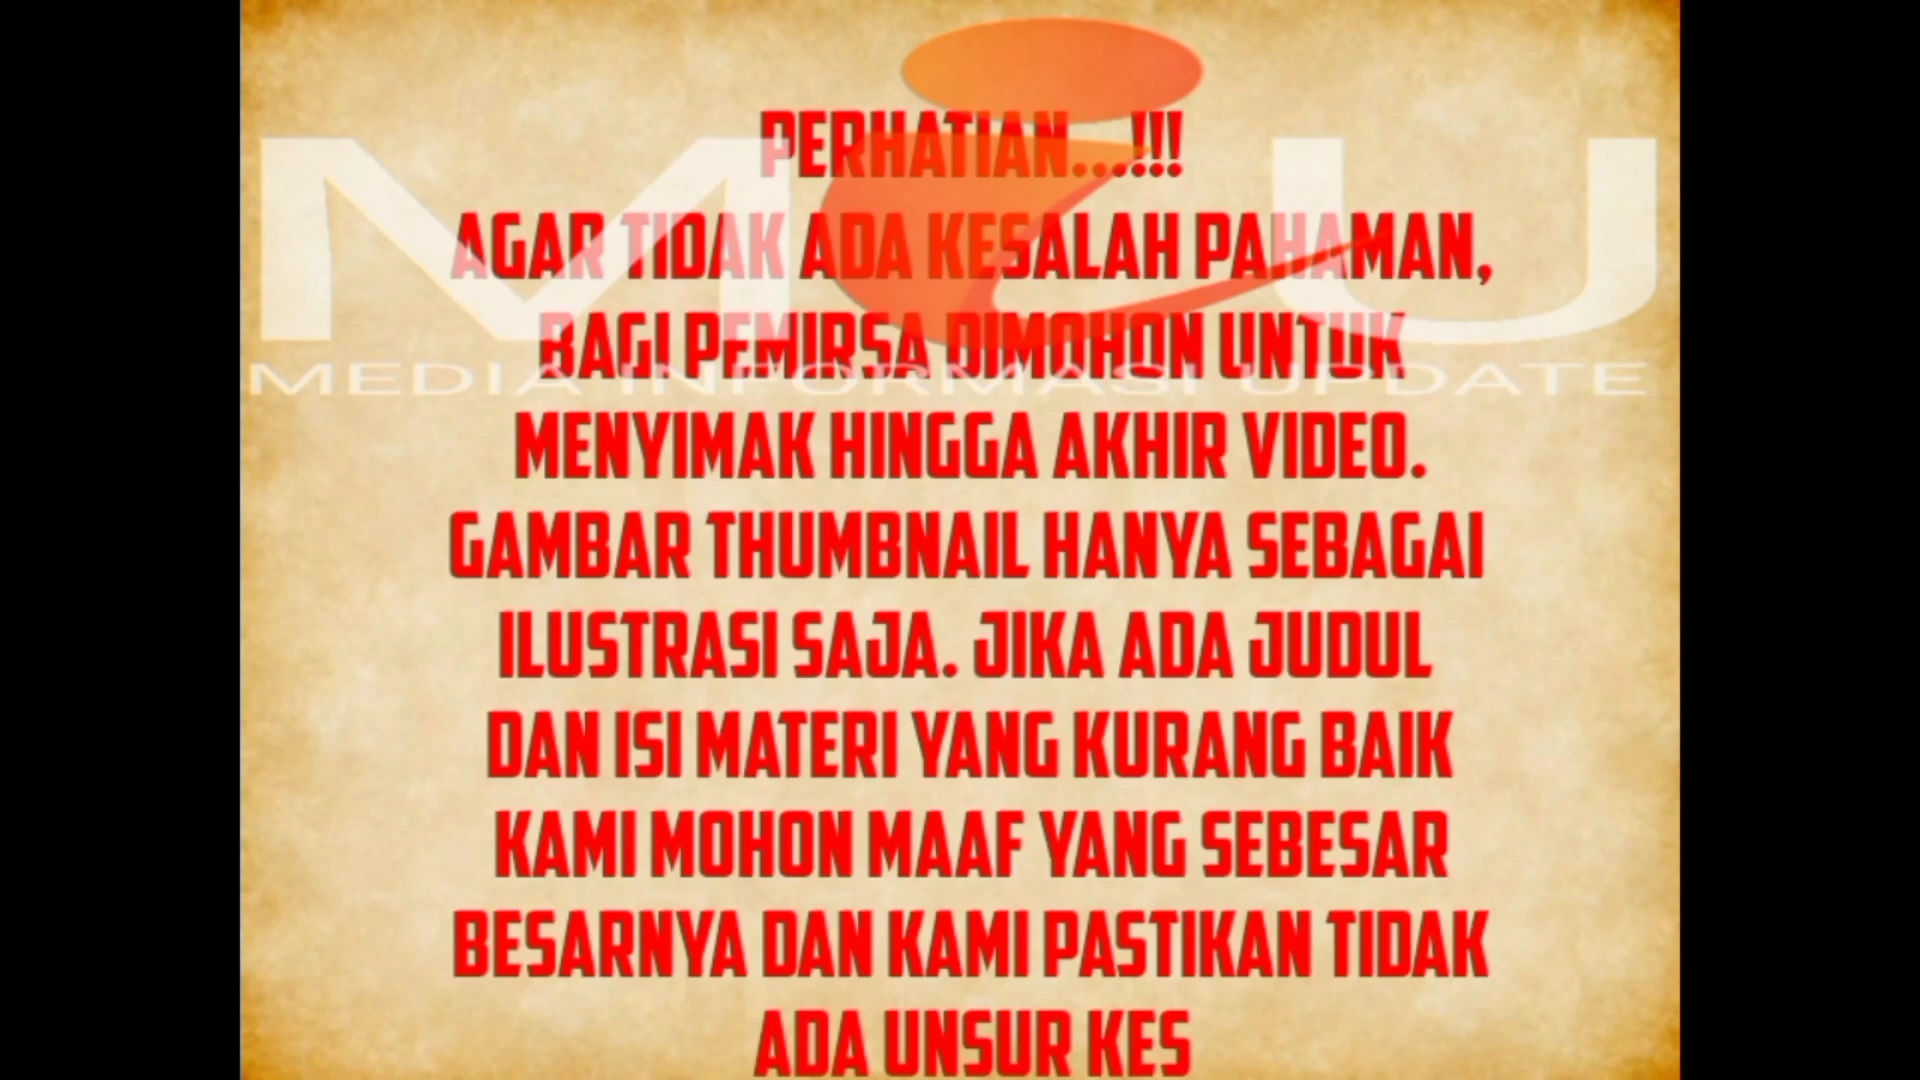 PERHATIAN...!!!
AGAR TIDAK ADA KESALAH PAHAMAN,
BAGI PEMIRSA DIMOHON UNTUK
MIU
MEDIA INFORMASI UPDATE
MENYIMAK HINGGA AKHIR VIDEO.
GAMBAR THUMBNAIL HANYA SEBAGAI
ILUSTRASI SAJA. JIKA ADA JUDUL
DAN ISI MATERI YANG KURANG BAIK
KAMI MOHON MAAF YANG SEBESAR
BESARNYA DAN KAMI PASTIKAN TIDAK
ADA UNSUR KES